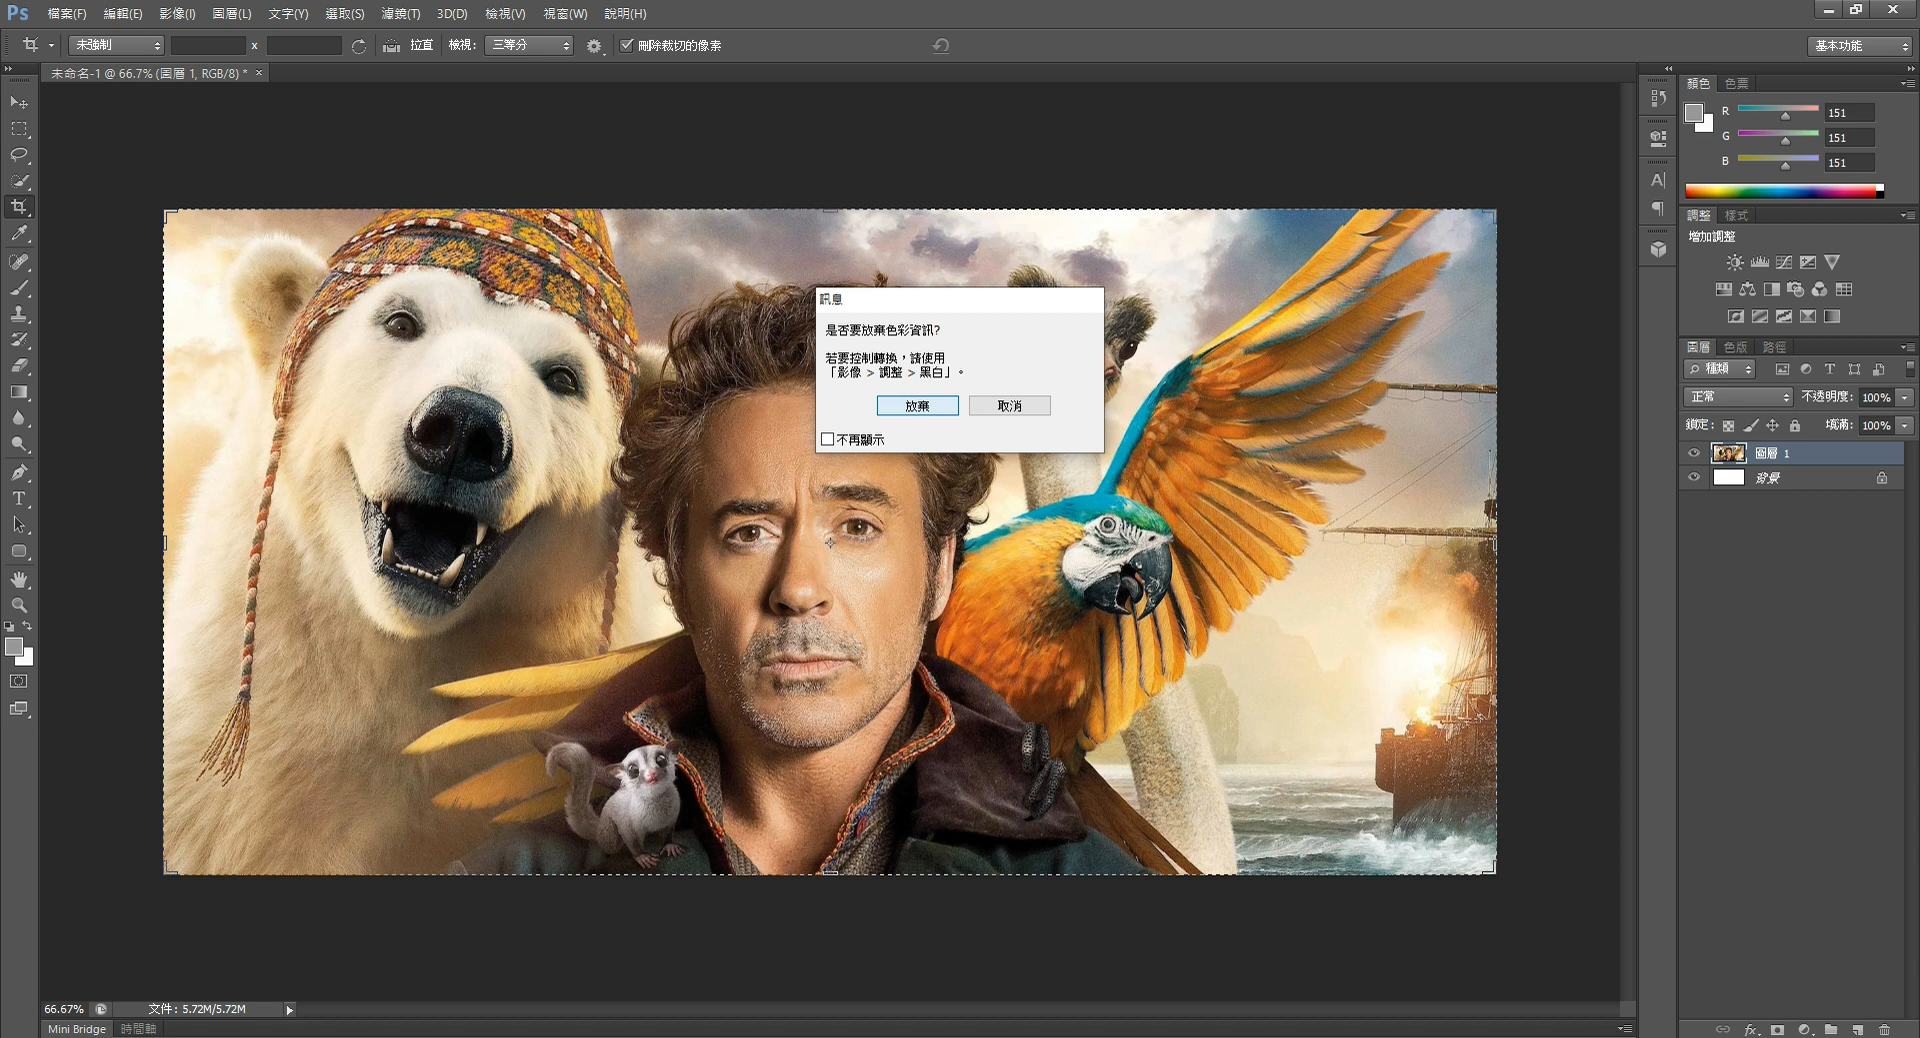 Ps 檔案(F) 編輯(E) 影像(I) 圖層(L) 文字(Y) 選取(S) 濾鏡(T) 3D(D) 檢視(V) 視窗(W) 說明(H)
未強制 x 拉直 檢視: 三等分 刪除裁切的像素 基本功能
未命名-1 @ 66.7% (圖層 1, RGB/8) * ×
顏色 色票
R 151
G 151
B 151
調整 樣式
增加調整
訊息
是否要放棄色彩資訊?
若要控制轉換，請使用
「影像 > 調整 > 黑白」。
放棄 取消
不再顯示
圖層 色版 路徑
種類
正常 不透明度: 100%
鎖定: 填滿: 100%
圖層 1
背景
66.67% 文件: 5.72M/5.72M
Mini Bridge 時間軸